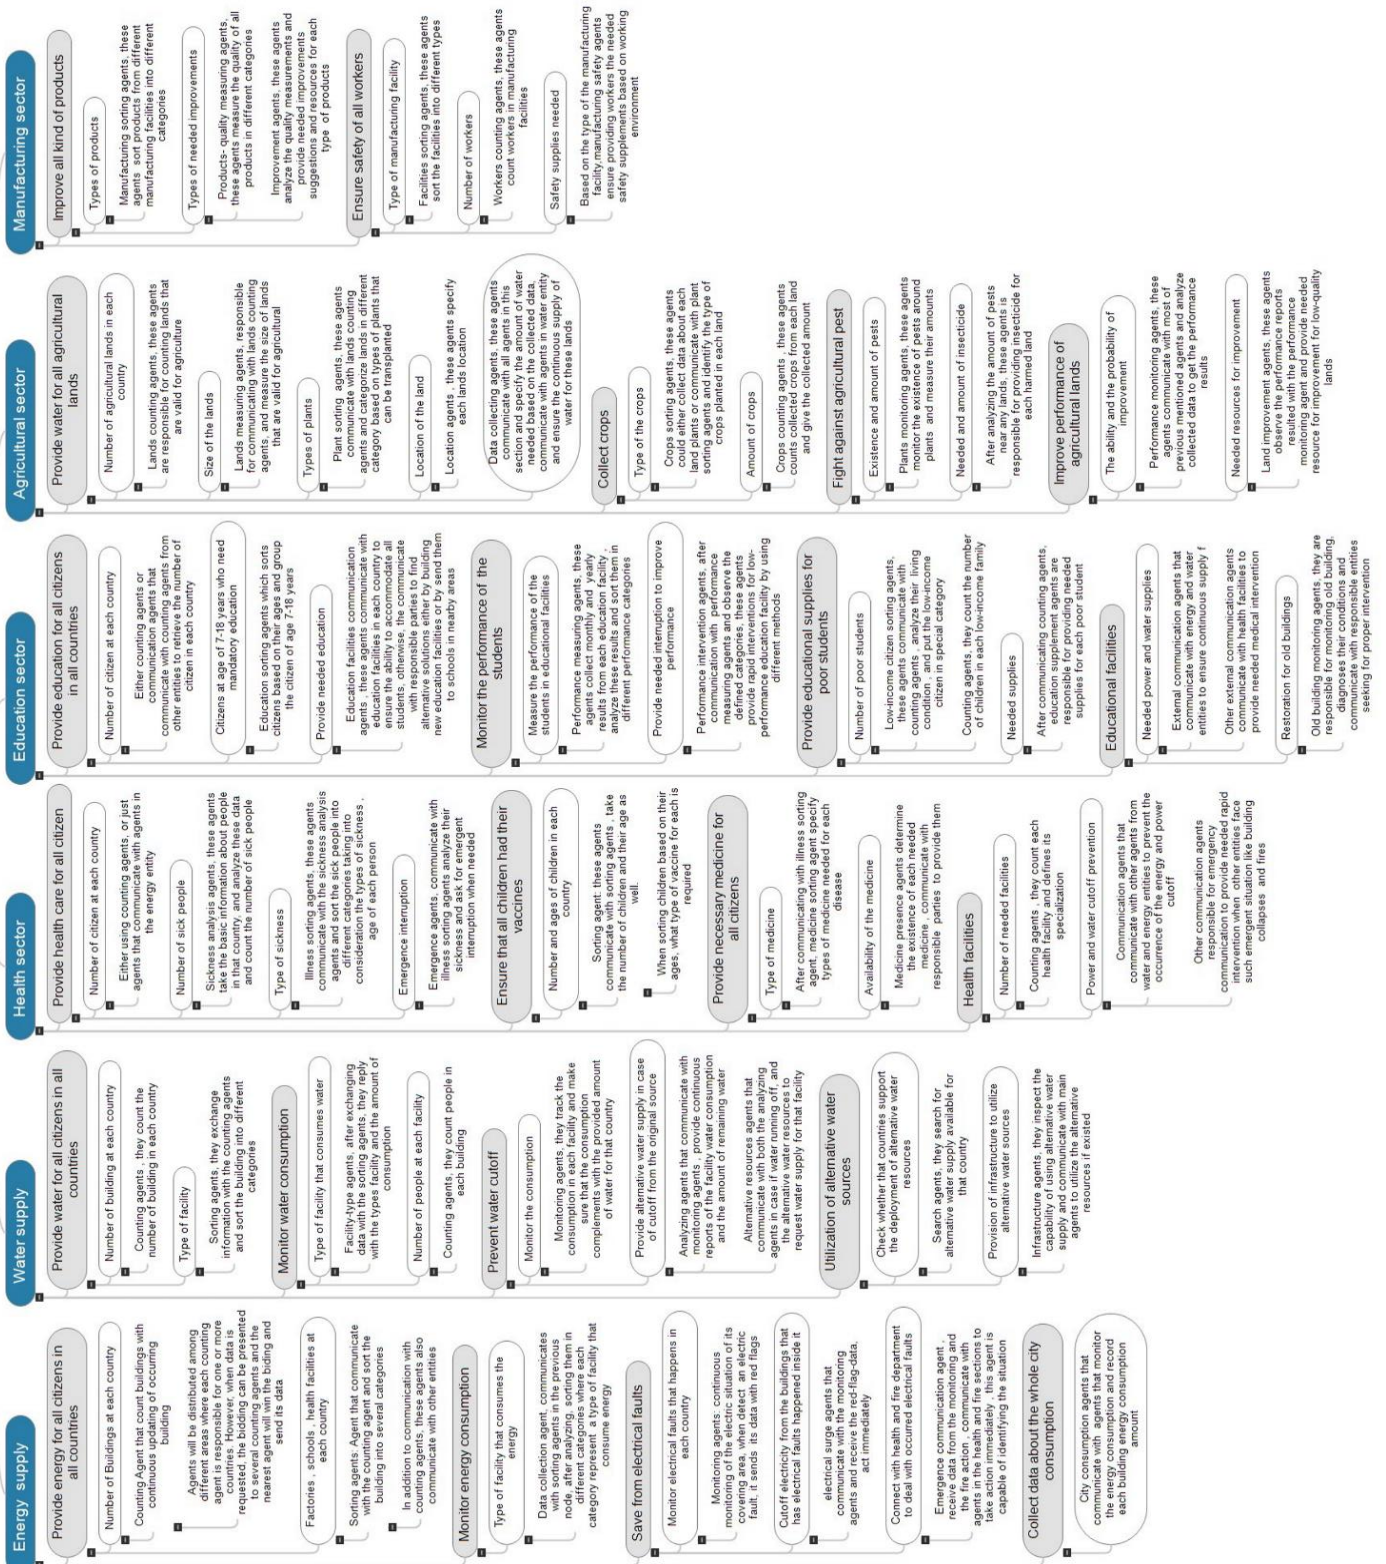 Energy supply
Provide energy for all citizens in
all countries
Number of Buildings at each country
Counting Agent that count buildings with
continuous updating of occurring
building
Agents will be distributed among
different areas where each counting
agent is responsible for one or more
countries. However, when data is
requested, the bidding can be presented
to several counting agents and the
nearest agent will win the biding and
send its data
Factories , schools , health facilities at
each country
Sorting agents: Agent that communicate
with the counting agent and sort the
building into several categories
In addition to communication with
counting agents, these agents also
communicate with other entities
Monitor energy consumption
Type of facility that consumes the
energy
Data collection agent, communicates
with sorting agents in the previous
node, after analyzing, sorting them in
different categories where each
category represent a type of facility that
consume energy
Save from electrical faults
Monitor electrical faults that happens in
each country
Monitoring agents: continuous
monitoring of the electric situation of its
covering area, when detect an electric
fault, it sends its data with red flags
Cutoff electricity from the buildings that
has electrical faults happened inside it
electrical surge agents that
communicate with the monitoring
agents and receive the red-flag-data,
act immediately
Connect with health and fire department
to deal with occurred electrical faults
Emergence communication agent ,
receive data from the monitoring and
the fire action , communicate with
agents in the health and fire sections to
take action immediately , this agent is
capable of identifying the situation
Collect data about the whole city
consumption
City consumption agents that
communicate with agents that monitor
the energy consumption and record
each building energy consumption
amount
Water supply
Provide water for all citizens in all
countries
Number of building at each country
Counting agents , they count the
number of building in each country
Type of facility
Sorting agents, they exchange
information with the counting agents
and sort the building into different
categories
Monitor water consumption
Type of facility that consumes water
Facility-type agents, after exchanging
data with the sorting agents, they reply
with the types facility and the amount of
consumption
Number of people at each facility
Counting agents, they count people in
each building
Prevent water cutoff
Monitor the consumption
Monitoring agents, they track the
consumption in each facility and make
sure that the consumption
complements with the provided amount
of water for that country
Provide alternative water supply in case
of cutoff from the original source
Analyzing agents that communicate with
monitoring agents , provide continuous
reports of the facility water consumption
and the amount of remaining water
Alternative resources agents that
communicate with both the analyzing
agents in case if water running off, and
the alternative water resources to
request water supply for that facility
Utilization of alternative water
sources
Check whether that countries support
the deployment of alternative water
resources
Search agents, they search for
alternative water supply available for
that country
Provision of infrastructure to utilize
alternative water sources
Infrastructure agents, they inspect the
capability of using alternative water
supply and communicate with main
agents to utilize the alternative
resources if existed
Health sector
Provide health care for all citizen
Number of citizen at each country
Either using counting agents, or just
agents that communicate with agents in
the energy entity
Number of sick people
Sickness analysis agents, these agents
take the basic information about people
in that country, and analyze these data
and count the number of sick people
Type of sickness
Illness sorting agents, these agents
communicate with the sickness analysis
agents and sort the sick people into
different categories taking into
consideration the types of sickness ,
age of each person
Emergence interruption
Emergence agents, communicate with
illness sorting agents analyze their
sickness and ask for emergent
interruption when needed
Ensure that all children had their
vaccines
Number and ages of children in each
country
Sorting agent: these agents
communicate with sorting agents , take
the number of children and their age as
well.
When sorting children based on their
ages, what type of vaccine for each is
required
Provide necessary medicine for
all citizens
Type of medicine
After communicating with illness sorting
agent, medicine sorting agent specify
types of medicine needed for each
disease
Availability of the medicine
Medicine presence agents determine
the existence of each needed
medicine , communicate with
responsible parties to provide them
Health facilities
Number of needed facilities
Counting agents , they count each
health facility and defines its
specialization
Power and water cutoff prevention
Communication agents that
communicate with other agents from
water and energy entities to prevent the
occurrence of the energy and power
cutoff
Other communication agents
responsible for emergency
communication to provide needed rapid
intervention when other entities face
such emergent situation like building
collapses and fires
Education sector
Provide education for all citizens
in all countries
Number of citizen at each country
Either counting agents or
communication agents that
communicate with counting agents from
other entities to retrieve the number of
citizen in each country
Citizens at age of 7-18 years who need
mandatory education
Education sorting agents which sorts
citizens based on their ages and group
the citizen of age 7-18 years
Provide needed education
Education facilities communication
agents , these agents communicate with
education facilities in each country to
ensure the ability to accommodate all
students, otherwise, the communicate
with responsible parties to find
alternative solutions either by building
new education facilities or by send them
to schools in nearby areas
Monitor the performance of the
students
Measure the performance of the
students in educational facilities
Performance measuring agents, these
agents collect monthly and yearly
results from each education facility ,
analyze these results and sort them in
different performance categories
Provide needed interruption to improve
performance
Performance interventions agents, after
communication with performance
measuring agents and observe the
defined categories, these agents
provide rapid interventions for low-
performance education facility by using
different methods
Provide educational supplies for
poor students
Number of poor students
Low-income citizen sorting agents,
these agents communicate with
counting agents , analyze their living
condition , and put the low-income
citizen in special category
Counting agents, they count the number
of children in each low-income family
Needed supplies
After communicating counting agents,
education supplement agents are
responsible for providing needed
supplies for each poor student
Educational facilities
Needed power and water supplies
External communication agents that
communicate with energy and water
entities to ensure continuous supply f
Other external communication agents
communicate with health facilities to
provide needed medical intervention
Restoration for old buildings
Old building monitoring agents, they are
responsible for monitoring old building,
diagnoses their conditions and
communicate with responsible entities
seeking for proper intervention
Agricultural sector
Provide water for all agricultural
lands
Number of agricultural lands in each
country
Lands counting agents, these agents
are responsible for counting lands that
are valid for agriculture
Size of the lands
Lands measuring agents, responsible
for communicating with lands counting
agents, and measure the size of lands
that are valid for agricultural
Types of plants
Plant sorting agents, these agents
communicate with lands counting
agents and categorize lands in different
category based on types of plants that
can be transplanted
Location of the land
Location agents , these agents specify
each lands location
Data collecting agents, these agents
communicate with all agents in this
section and specify the amount of water
needed based on the collected data,
communicate with agents in water entity
and ensure the continuous supply of
water for these lands
Collect crops
Type of the crops
Crops sorting agents, these agents
could either collect data about each
land plants or communicate with plant
sorting agents and identify the type of
crops planted in each land
Amount of crops
Crops counting agents , these agents
counts collected crops from each land
and give the collected amount
Fight against agricultural pest
Existence and amount of pests
Plants monitoring agents, these agents
monitor the existence of pests around
plants and measure their amounts
Needed and amount of insecticide
After analyzing the amount of pests
near any lands, these agents is
responsible for providing insecticide for
each harmed land
Improve performance of
agricultural lands
The ability and the probability of
improvement
Performance monitoring agents, these
agents communicate with most of
previous mentioned agents and analyze
collected data to get the performance
results
Needed resources for improvement
Land improvement agents, these agents
observe the performance reports
resulted with the performance
monitoring agent and provide needed
resource for improvement for low-quality
lands
Manufacturing sector
Improve all kind of products
Types of products
Manufacturing sorting agents, these
agents sort products from different
manufacturing facilities into different
categories
Types of needed improvements
Products- quality measuring agents,
these agents measure the quality of all
products in different categories
Improvement agents, these agents
analyze the quality measurements and
provide needed improvements
suggestions and resources for each
type of products
Ensure safety of all workers
Type of manufacturing facility
Facilities sorting agents, these agents
sort the facilities into different types
Number of workers
Workers counting agents, these agents
count workers in manufacturing
facilities
Safety supplies needed
Based on the type of the manufacturing
facility,manufacturing safety agents
ensure providing workers the needed
safety supplements based on working
environment